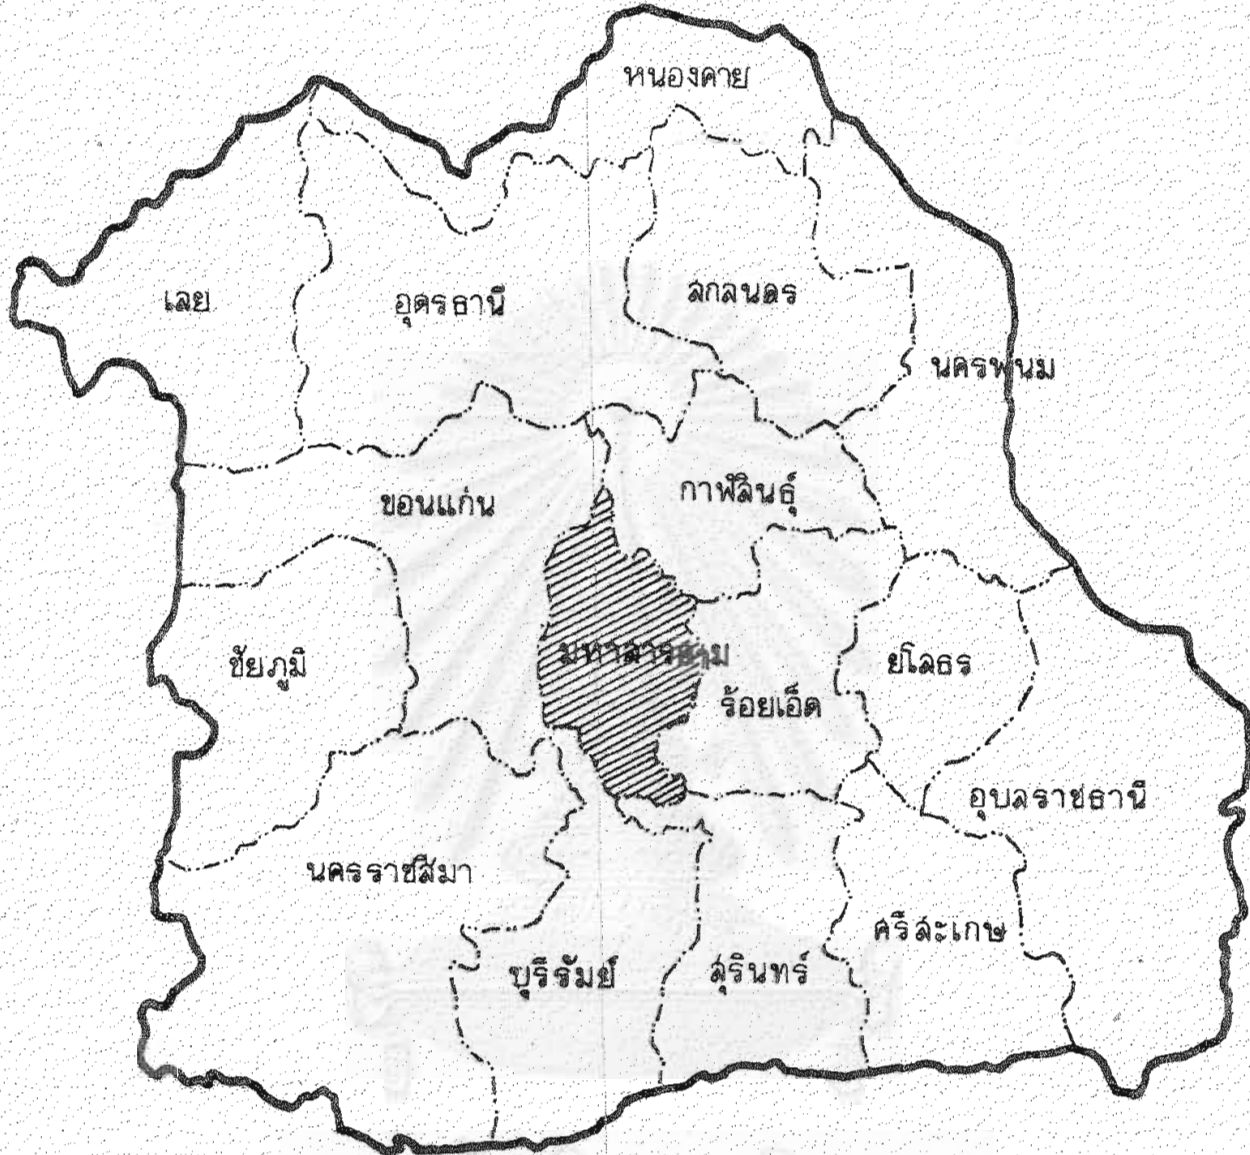 หนองคาย
เลย
อุดรธานี
สกลนคร
นครพนม
ขอนแก่น
กาฬสินธุ์
ชัยภูมิ
มหาสารคาม
ร้อยเอ็ด
ยโสธร
อุบลราชธานี
นครราชสีมา
ศรีสะเกษ
บุรีรัมย์
สุรินทร์